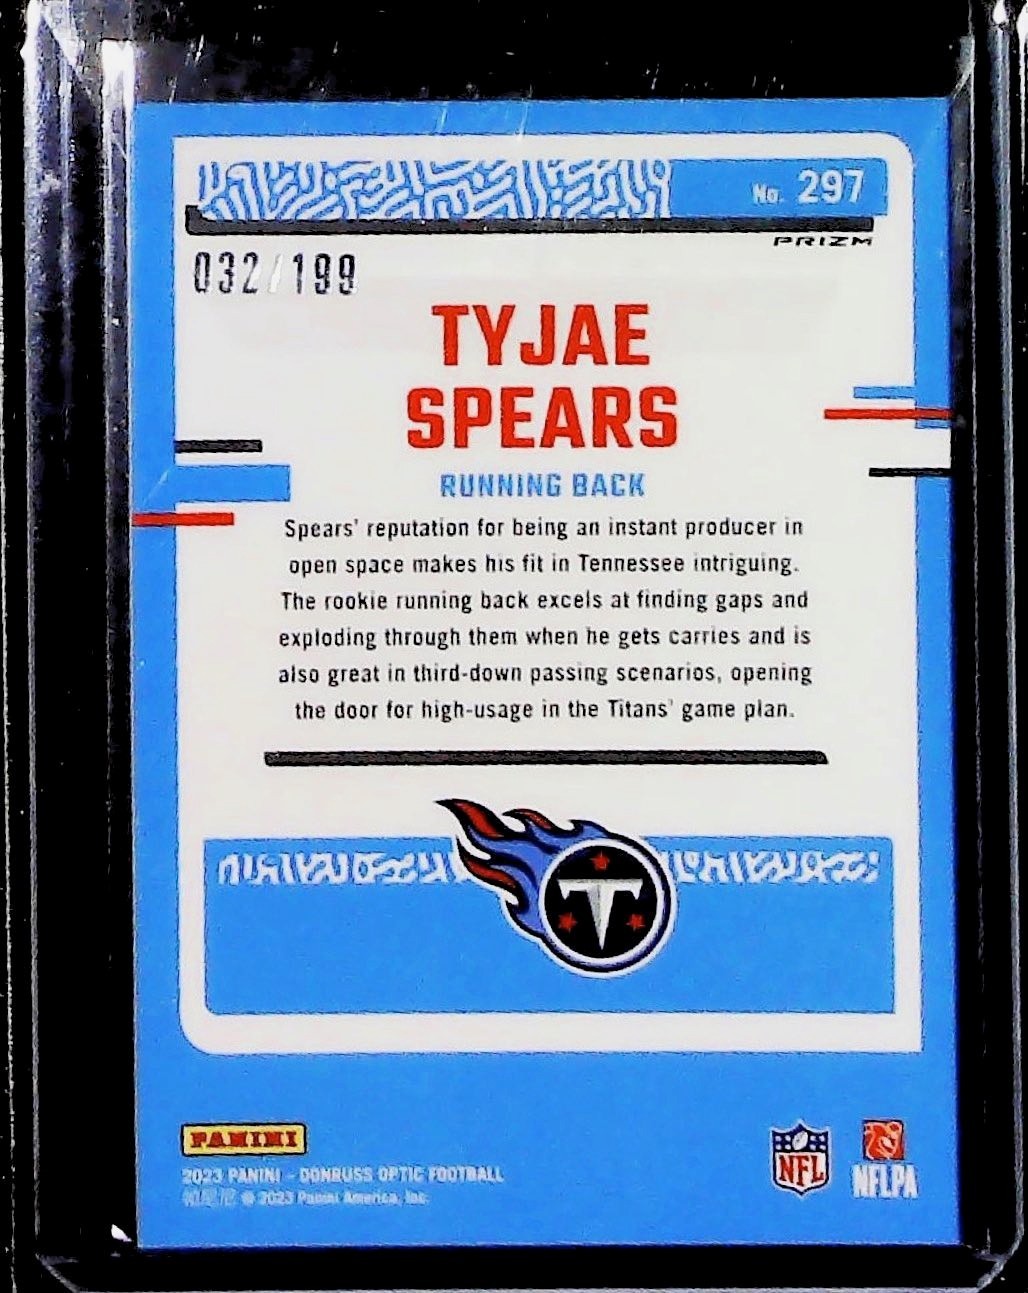 No. 297
PRIZM
032/199
TYJAE
SPEARS
RUNNING BACK
Spears' reputation for being an instant producer in
open space makes his fit in Tennessee intriguing.
The rookie running back excels at finding gaps and
exploding through them when he gets carries and is
also great in third-down passing scenarios, opening
the door for high-usage in the Titans' game plan.
T
PANINI
2023 PANINI - DONRUSS OPTIC FOOTBALL
© 2023 Panini America, Inc.
NFL
NFLPA